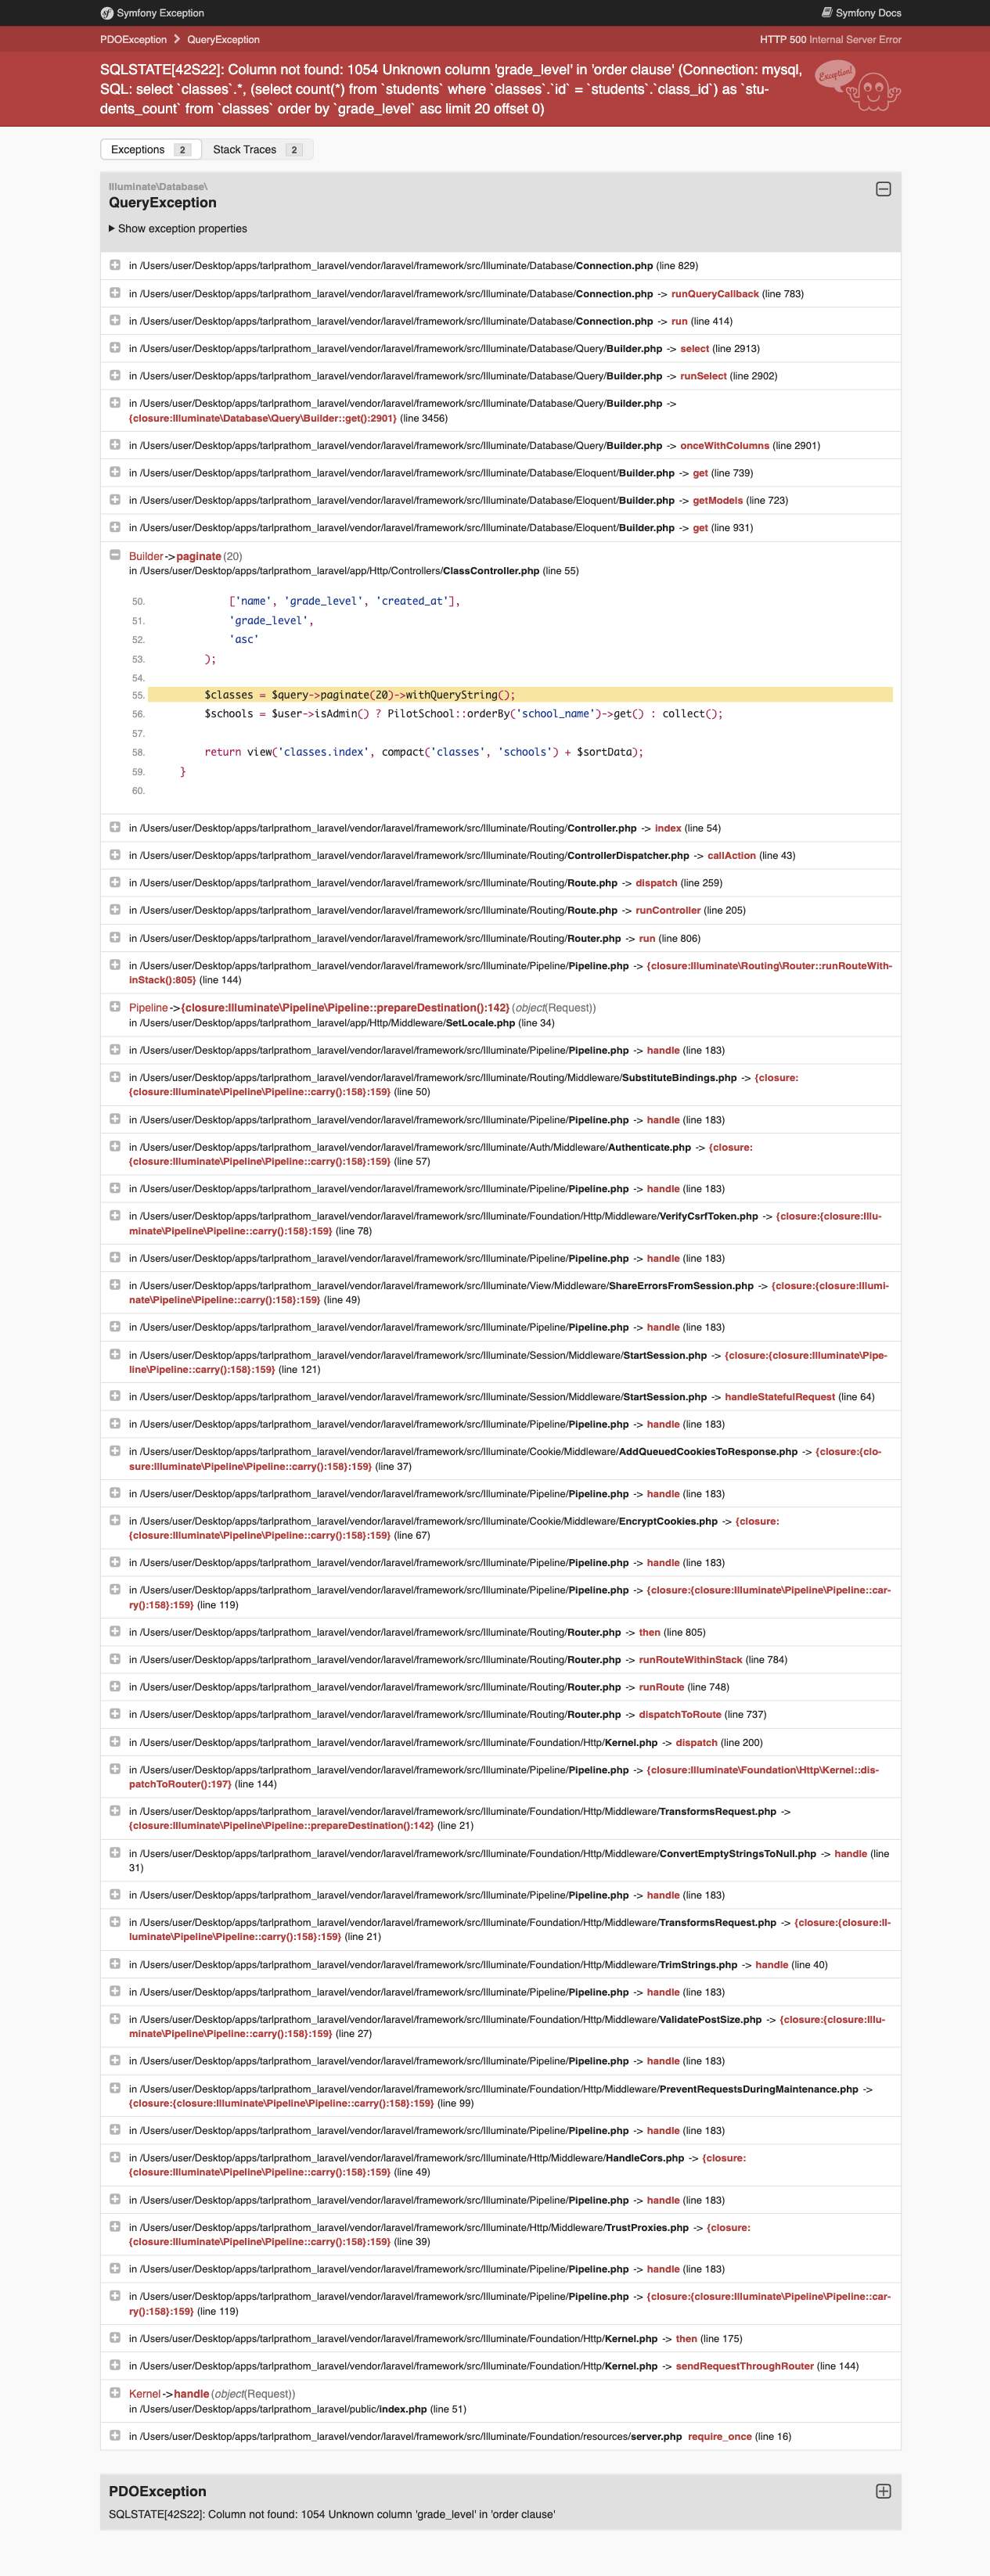 Symfony Exception
Symfony Docs
PDOException > QueryException
HTTP 500 Internal Server Error
SQLSTATE[42S22]: Column not found: 1054 Unknown column 'grade_level' in 'order clause' (Connection: mysql,
SQL: select `classes`.*, (select count(*) from `students` where `classes`.`id` = `students`.`class_id`) as `stu-
dents_count` from `classes` order by `grade_level` asc limit 20 offset 0)
Exception!
Exceptions 2
Stack Traces 2
Illuminate\Database\
QueryException
Show exception properties
in /Users/user/Desktop/apps/tarlprathom_laravel/vendor/laravel/framework/src/Illuminate/Database/Connection.php (line 829)
in /Users/user/Desktop/apps/tarlprathom_laravel/vendor/laravel/framework/src/Illuminate/Database/Connection.php -> runQueryCallback (line 783)
in /Users/user/Desktop/apps/tarlprathom_laravel/vendor/laravel/framework/src/Illuminate/Database/Connection.php -> run (line 414)
in /Users/user/Desktop/apps/tarlprathom_laravel/vendor/laravel/framework/src/Illuminate/Database/Query/Builder.php -> select (line 2913)
in /Users/user/Desktop/apps/tarlprathom_laravel/vendor/laravel/framework/src/Illuminate/Database/Query/Builder.php -> runSelect (line 2902)
in /Users/user/Desktop/apps/tarlprathom_laravel/vendor/laravel/framework/src/Illuminate/Database/Query/Builder.php ->
{closure:Illuminate\Database\Query\Builder::get():2901} (line 3456)
in /Users/user/Desktop/apps/tarlprathom_laravel/vendor/laravel/framework/src/Illuminate/Database/Query/Builder.php -> onceWithColumns (line 2901)
in /Users/user/Desktop/apps/tarlprathom_laravel/vendor/laravel/framework/src/Illuminate/Database/Eloquent/Builder.php -> get (line 739)
in /Users/user/Desktop/apps/tarlprathom_laravel/vendor/laravel/framework/src/Illuminate/Database/Eloquent/Builder.php -> getModels (line 723)
in /Users/user/Desktop/apps/tarlprathom_laravel/vendor/laravel/framework/src/Illuminate/Database/Eloquent/Builder.php -> get (line 931)
Builder->paginate(20)
in /Users/user/Desktop/apps/tarlprathom_laravel/app/Http/Controllers/ClassController.php (line 55)
50. ['name', 'grade_level', 'created_at'],
51. 'grade_level',
52. 'asc'
53. );
54.
55. $classes = $query->paginate(20)->withQueryString();
56. $schools = $user->isAdmin() ? PilotSchool::orderBy('school_name')->get() : collect();
57.
58. return view('classes.index', compact('classes', 'schools') + $sortData);
59. }
60.
in /Users/user/Desktop/apps/tarlprathom_laravel/vendor/laravel/framework/src/Illuminate/Routing/Controller.php -> index (line 54)
in /Users/user/Desktop/apps/tarlprathom_laravel/vendor/laravel/framework/src/Illuminate/Routing/ControllerDispatcher.php -> callAction (line 43)
in /Users/user/Desktop/apps/tarlprathom_laravel/vendor/laravel/framework/src/Illuminate/Routing/Route.php -> dispatch (line 259)
in /Users/user/Desktop/apps/tarlprathom_laravel/vendor/laravel/framework/src/Illuminate/Routing/Route.php -> runController (line 205)
in /Users/user/Desktop/apps/tarlprathom_laravel/vendor/laravel/framework/src/Illuminate/Routing/Router.php -> run (line 806)
in /Users/user/Desktop/apps/tarlprathom_laravel/vendor/laravel/framework/src/Illuminate/Pipeline/Pipeline.php -> {closure:Illuminate\Routing\Router::runRouteWith-
inStack():805} (line 144)
Pipeline->{closure:Illuminate\Pipeline\Pipeline::prepareDestination():142}(object(Request))
in /Users/user/Desktop/apps/tarlprathom_laravel/app/Http/Middleware/SetLocale.php (line 34)
in /Users/user/Desktop/apps/tarlprathom_laravel/vendor/laravel/framework/src/Illuminate/Pipeline/Pipeline.php -> handle (line 183)
in /Users/user/Desktop/apps/tarlprathom_laravel/vendor/laravel/framework/src/Illuminate/Routing/Middleware/SubstituteBindings.php -> {closure:
{closure:Illuminate\Pipeline\Pipeline::carry():158}:159} (line 50)
in /Users/user/Desktop/apps/tarlprathom_laravel/vendor/laravel/framework/src/Illuminate/Pipeline/Pipeline.php -> handle (line 183)
in /Users/user/Desktop/apps/tarlprathom_laravel/vendor/laravel/framework/src/Illuminate/Auth/Middleware/Authenticate.php -> {closure:
{closure:Illuminate\Pipeline\Pipeline::carry():158}:159} (line 57)
in /Users/user/Desktop/apps/tarlprathom_laravel/vendor/laravel/framework/src/Illuminate/Pipeline/Pipeline.php -> handle (line 183)
in /Users/user/Desktop/apps/tarlprathom_laravel/vendor/laravel/framework/src/Illuminate/Foundation/Http/Middleware/VerifyCsrfToken.php -> {closure:{closure:Illu-
minate\Pipeline\Pipeline::carry():158}:159} (line 78)
in /Users/user/Desktop/apps/tarlprathom_laravel/vendor/laravel/framework/src/Illuminate/Pipeline/Pipeline.php -> handle (line 183)
in /Users/user/Desktop/apps/tarlprathom_laravel/vendor/laravel/framework/src/Illuminate/View/Middleware/ShareErrorsFromSession.php -> {closure:{closure:Illumi-
nate\Pipeline\Pipeline::carry():158}:159} (line 49)
in /Users/user/Desktop/apps/tarlprathom_laravel/vendor/laravel/framework/src/Illuminate/Pipeline/Pipeline.php -> handle (line 183)
in /Users/user/Desktop/apps/tarlprathom_laravel/vendor/laravel/framework/src/Illuminate/Session/Middleware/StartSession.php -> {closure:{closure:Illuminate\Pipe-
line\Pipeline::carry():158}:159} (line 121)
in /Users/user/Desktop/apps/tarlprathom_laravel/vendor/laravel/framework/src/Illuminate/Session/Middleware/StartSession.php -> handleStatefulRequest (line 64)
in /Users/user/Desktop/apps/tarlprathom_laravel/vendor/laravel/framework/src/Illuminate/Pipeline/Pipeline.php -> handle (line 183)
in /Users/user/Desktop/apps/tarlprathom_laravel/vendor/laravel/framework/src/Illuminate/Cookie/Middleware/AddQueuedCookiesToResponse.php -> {closure:{clo-
sure:Illuminate\Pipeline\Pipeline::carry():158}:159} (line 37)
in /Users/user/Desktop/apps/tarlprathom_laravel/vendor/laravel/framework/src/Illuminate/Pipeline/Pipeline.php -> handle (line 183)
in /Users/user/Desktop/apps/tarlprathom_laravel/vendor/laravel/framework/src/Illuminate/Cookie/Middleware/EncryptCookies.php -> {closure:
{closure:Illuminate\Pipeline\Pipeline::carry():158}:159} (line 67)
in /Users/user/Desktop/apps/tarlprathom_laravel/vendor/laravel/framework/src/Illuminate/Pipeline/Pipeline.php -> handle (line 183)
in /Users/user/Desktop/apps/tarlprathom_laravel/vendor/laravel/framework/src/Illuminate/Pipeline/Pipeline.php -> {closure:{closure:Illuminate\Pipeline\Pipeline::car-
ry():158}:159} (line 119)
in /Users/user/Desktop/apps/tarlprathom_laravel/vendor/laravel/framework/src/Illuminate/Routing/Router.php -> then (line 805)
in /Users/user/Desktop/apps/tarlprathom_laravel/vendor/laravel/framework/src/Illuminate/Routing/Router.php -> runRouteWithinStack (line 784)
in /Users/user/Desktop/apps/tarlprathom_laravel/vendor/laravel/framework/src/Illuminate/Routing/Router.php -> runRoute (line 748)
in /Users/user/Desktop/apps/tarlprathom_laravel/vendor/laravel/framework/src/Illuminate/Routing/Router.php -> dispatchToRoute (line 737)
in /Users/user/Desktop/apps/tarlprathom_laravel/vendor/laravel/framework/src/Illuminate/Foundation/Http/Kernel.php -> dispatch (line 200)
in /Users/user/Desktop/apps/tarlprathom_laravel/vendor/laravel/framework/src/Illuminate/Pipeline/Pipeline.php -> {closure:Illuminate\Foundation\Http\Kernel::dis-
patchToRouter():197} (line 144)
in /Users/user/Desktop/apps/tarlprathom_laravel/vendor/laravel/framework/src/Illuminate/Foundation/Http/Middleware/TransformsRequest.php ->
{closure:Illuminate\Pipeline\Pipeline::prepareDestination():142} (line 21)
in /Users/user/Desktop/apps/tarlprathom_laravel/vendor/laravel/framework/src/Illuminate/Foundation/Http/Middleware/ConvertEmptyStringsToNull.php -> handle (line
31)
in /Users/user/Desktop/apps/tarlprathom_laravel/vendor/laravel/framework/src/Illuminate/Pipeline/Pipeline.php -> handle (line 183)
in /Users/user/Desktop/apps/tarlprathom_laravel/vendor/laravel/framework/src/Illuminate/Foundation/Http/Middleware/TransformsRequest.php -> {closure:{closure:Il-
luminate\Pipeline\Pipeline::carry():158}:159} (line 21)
in /Users/user/Desktop/apps/tarlprathom_laravel/vendor/laravel/framework/src/Illuminate/Foundation/Http/Middleware/TrimStrings.php -> handle (line 40)
in /Users/user/Desktop/apps/tarlprathom_laravel/vendor/laravel/framework/src/Illuminate/Pipeline/Pipeline.php -> handle (line 183)
in /Users/user/Desktop/apps/tarlprathom_laravel/vendor/laravel/framework/src/Illuminate/Foundation/Http/Middleware/ValidatePostSize.php -> {closure:{closure:Illu-
minate\Pipeline\Pipeline::carry():158}:159} (line 27)
in /Users/user/Desktop/apps/tarlprathom_laravel/vendor/laravel/framework/src/Illuminate/Pipeline/Pipeline.php -> handle (line 183)
in /Users/user/Desktop/apps/tarlprathom_laravel/vendor/laravel/framework/src/Illuminate/Foundation/Http/Middleware/PreventRequestsDuringMaintenance.php ->
{closure:{closure:Illuminate\Pipeline\Pipeline::carry():158}:159} (line 99)
in /Users/user/Desktop/apps/tarlprathom_laravel/vendor/laravel/framework/src/Illuminate/Pipeline/Pipeline.php -> handle (line 183)
in /Users/user/Desktop/apps/tarlprathom_laravel/vendor/laravel/framework/src/Illuminate/Http/Middleware/HandleCors.php -> {closure:
{closure:Illuminate\Pipeline\Pipeline::carry():158}:159} (line 49)
in /Users/user/Desktop/apps/tarlprathom_laravel/vendor/laravel/framework/src/Illuminate/Pipeline/Pipeline.php -> handle (line 183)
in /Users/user/Desktop/apps/tarlprathom_laravel/vendor/laravel/framework/src/Illuminate/Http/Middleware/TrustProxies.php -> {closure:
{closure:Illuminate\Pipeline\Pipeline::carry():158}:159} (line 39)
in /Users/user/Desktop/apps/tarlprathom_laravel/vendor/laravel/framework/src/Illuminate/Pipeline/Pipeline.php -> handle (line 183)
in /Users/user/Desktop/apps/tarlprathom_laravel/vendor/laravel/framework/src/Illuminate/Pipeline/Pipeline.php -> {closure:{closure:Illuminate\Pipeline\Pipeline::car-
ry():158}:159} (line 119)
in /Users/user/Desktop/apps/tarlprathom_laravel/vendor/laravel/framework/src/Illuminate/Foundation/Http/Kernel.php -> then (line 175)
in /Users/user/Desktop/apps/tarlprathom_laravel/vendor/laravel/framework/src/Illuminate/Foundation/Http/Kernel.php -> sendRequestThroughRouter (line 144)
Kernel->handle(object(Request))
in /Users/user/Desktop/apps/tarlprathom_laravel/public/index.php (line 51)
in /Users/user/Desktop/apps/tarlprathom_laravel/vendor/laravel/framework/src/Illuminate/Foundation/resources/server.php require_once (line 16)
PDOException
SQLSTATE[42S22]: Column not found: 1054 Unknown column 'grade_level' in 'order clause'